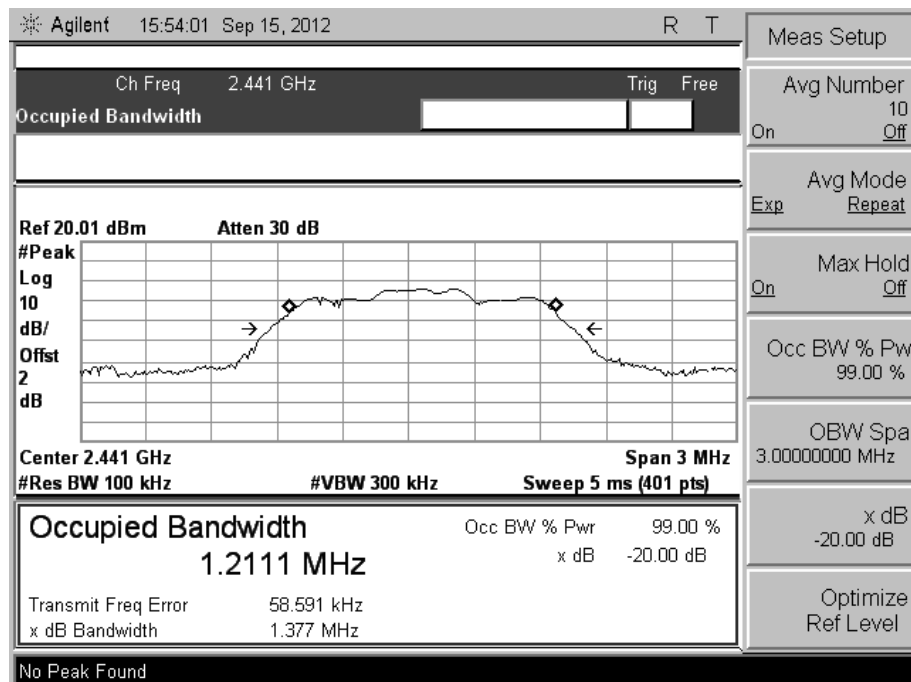 Agilent 15:54:01 Sep 15, 2012 R T
Ch Freq 2.441 GHz Trig Free
Occupied Bandwidth
Ref 20.01 dBm Atten 30 dB
#Peak
Log
10
dB/
Offst
2
dB
Center 2.441 GHz Span 3 MHz
#Res BW 100 kHz #VBW 300 kHz Sweep 5 ms (401 pts)
Occupied Bandwidth
1.2111 MHz
Occ BW % Pwr 99.00 %
x dB -20.00 dB
Transmit Freq Error 58.591 kHz
x dB Bandwidth 1.377 MHz
No Peak Found
Meas Setup
Avg Number
10
On Off
Avg Mode
Exp Repeat
Max Hold
On Off
Occ BW % Pw
99.00 %
OBW Spa
3.00000000 MHz
x dB
-20.00 dB
Optimize
Ref Level